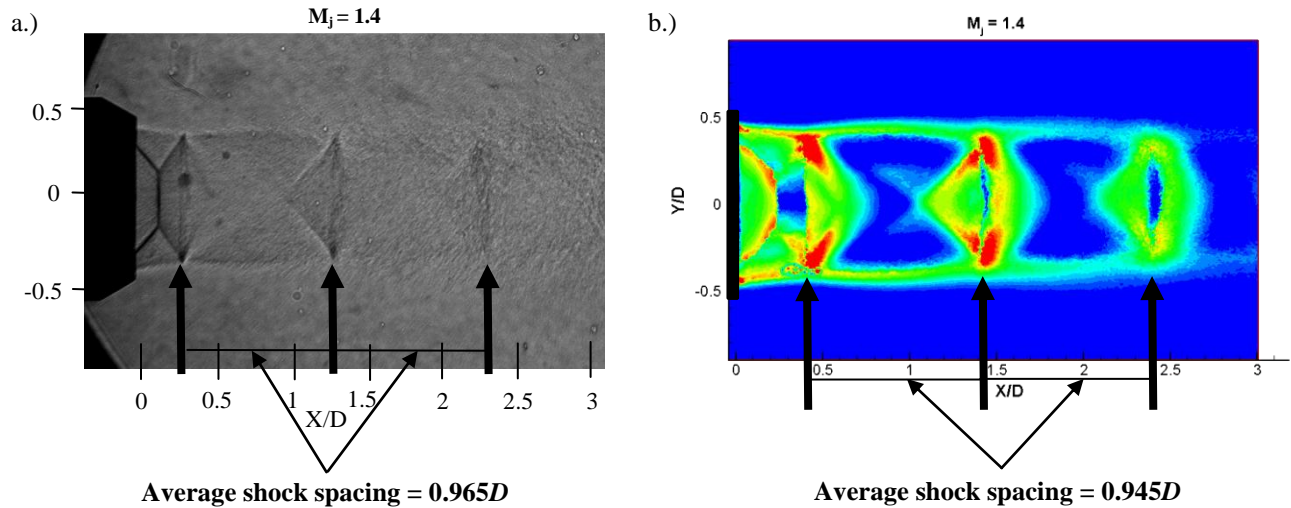 a.)
M_j = 1.4
0.5
0
-0.5
0 0.5 1 1.5 2 2.5 3
X/D
Average shock spacing = 0.965D
b.)
M_j = 1.4
0.5
0
-0.5
Y/D
0 0.5 1 1.5 2 2.5 3
X/D
Average shock spacing = 0.945D